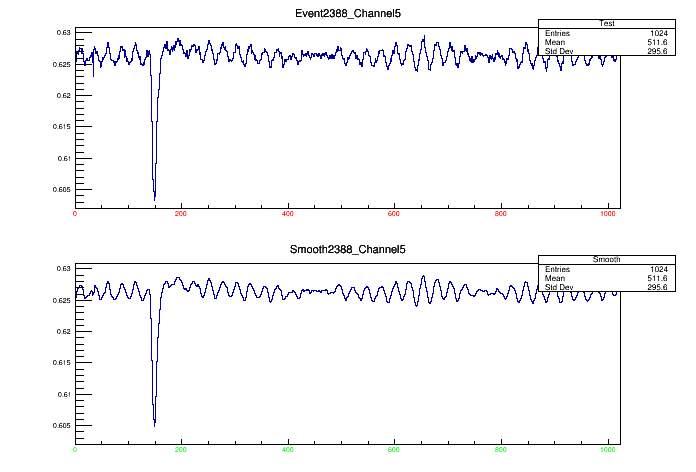 Event2388_Channel5
Test
Entries 1024
Mean 511.6
Std Dev 295.6
0.63
0.625
0.62
0.615
0.61
0.605
0 200 400 600 800 1000
Smooth2388_Channel5
Smooth
Entries 1024
Mean 511.6
Std Dev 295.6
0.63
0.625
0.62
0.615
0.61
0.605
0 200 400 600 800 1000